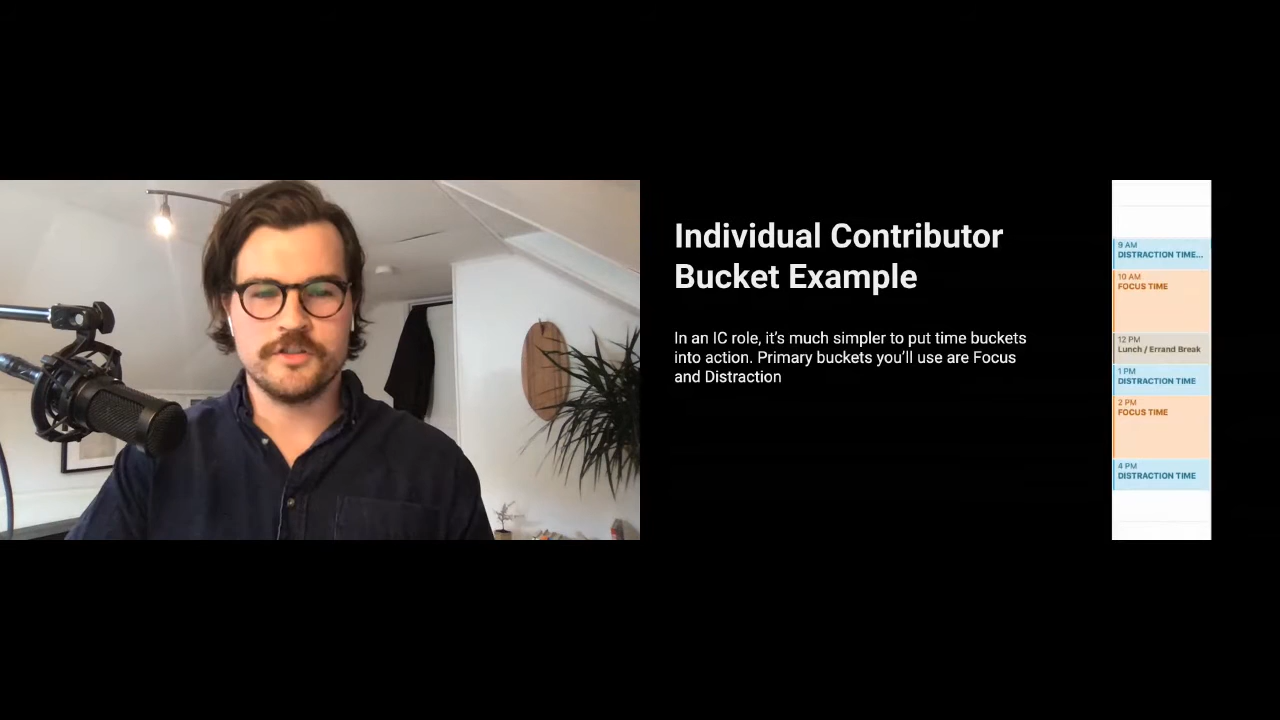 Individual Contributor
Bucket Example
In an IC role, it's much simpler to put time buckets
into action. Primary buckets you'll use are Focus
and Distraction
9 AM
DISTRACTION TIME...
10 AM
FOCUS TIME
12 PM
Lunch / Errand Break
1 PM
DISTRACTION TIME
2 PM
FOCUS TIME
4 PM
DISTRACTION TIME